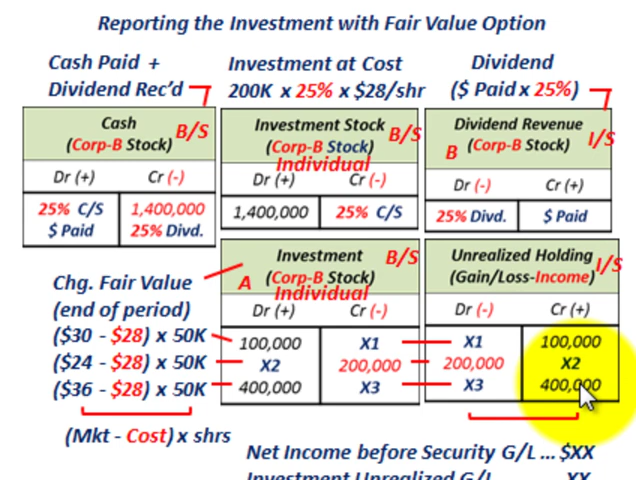 Reporting the Investment with Fair Value Option
Cash Paid +
Dividend Rec'd
Investment at Cost
200K x 25% x $28/shr
Dividend
($ Paid x 25%)
Cash
(Corp-B Stock)
B/S
Dr (+) Cr (-)
25% C/S 1,400,000
$ Paid 25% Divd.
Investment Stock
(Corp-B Stock)
B/S
Individual
Dr (+) Cr (-)
1,400,000 25% C/S
Dividend Revenue
B (Corp-B Stock)
I/S
Dr (-) Cr (+)
25% Divd. $ Paid
Chg. Fair Value
(end of period)
($30 - $28) x 50K
($24 - $28) x 50K
($36 - $28) x 50K
(Mkt - Cost) x shrs
Investment
A (Corp-B Stock)
B/S
Individual
Dr (+) Cr (-)
100,000 X1
X2 200,000
400,000 X3
Unrealized Holding
(Gain/Loss-Income)
I/S
Dr (-) Cr (+)
X1 100,000
200,000 X2
X3 400,000
Net Income before Security G/L ... $XX
Investment Unrealized G/L XX